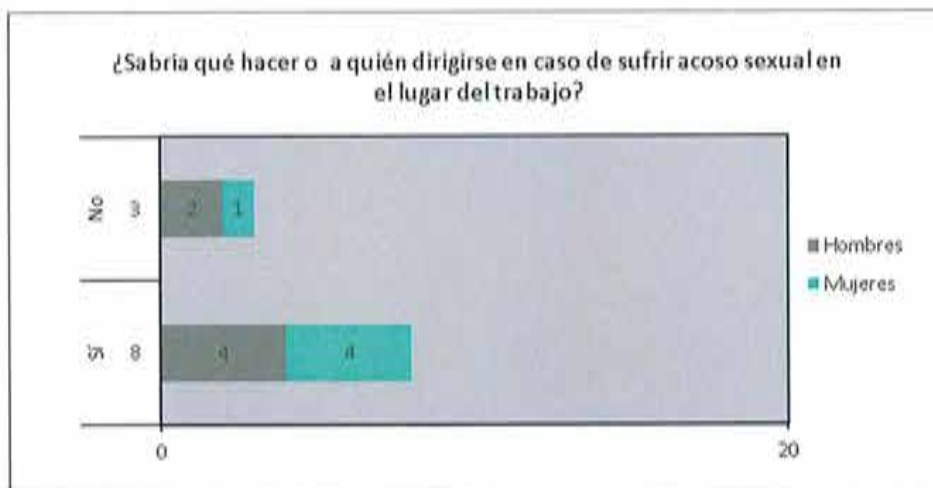 ¿Sabria qué hacer o a quién dirigirse en caso de sufrir acoso sexual en
el lugar del trabajo?
No 3 2 1
Hombres
Mujeres
Sí 8 4 4
0 20